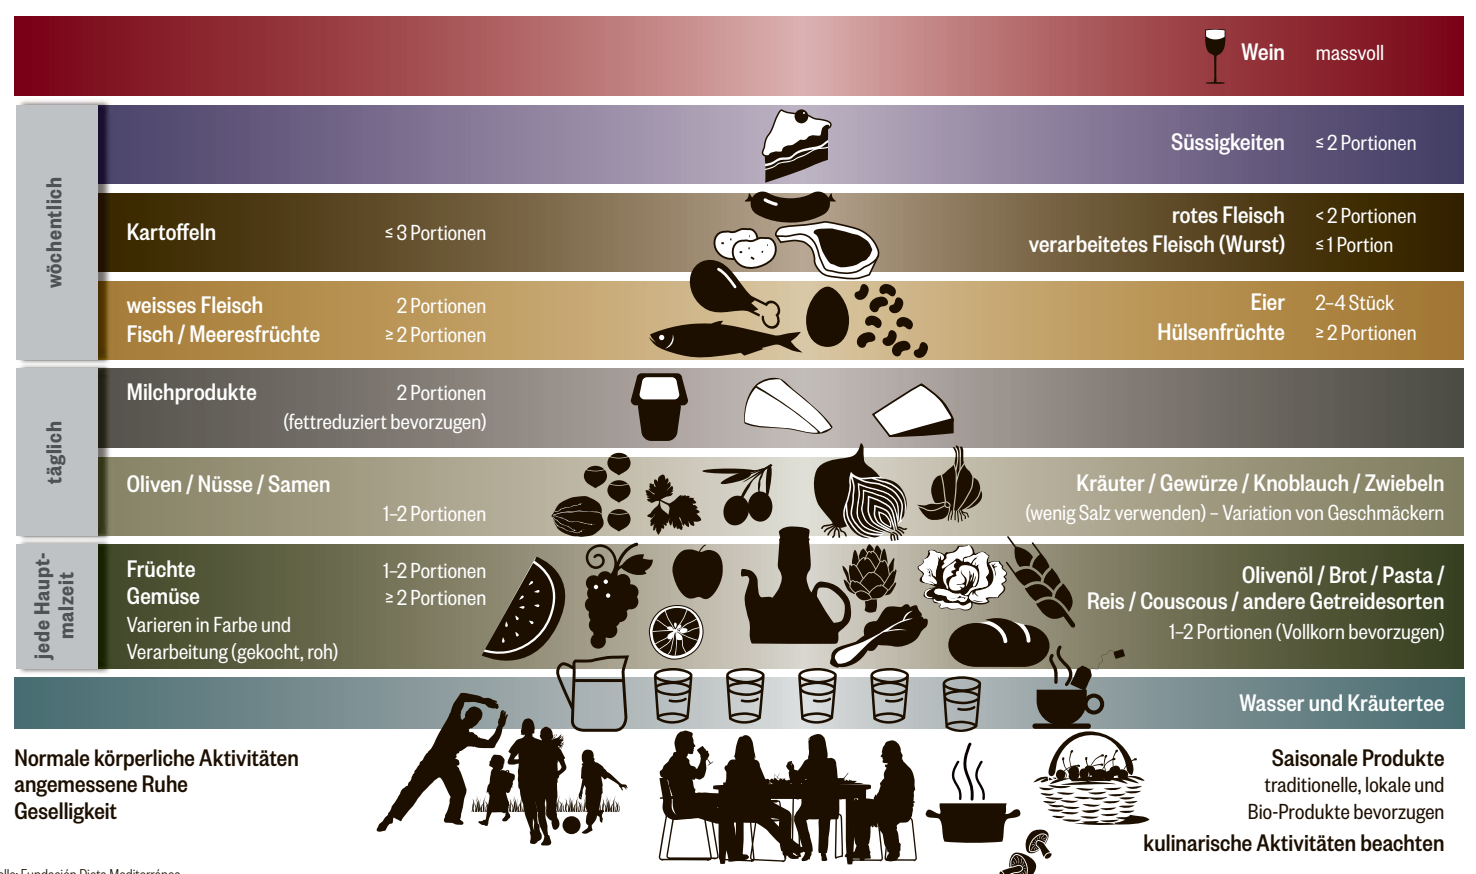 Wein massvoll
wöchentlich
Süssigkeiten ≤ 2 Portionen
Kartoffeln ≤ 3 Portionen
rotes Fleisch < 2 Portionen
verarbeitetes Fleisch (Wurst) ≤ 1 Portion
weisses Fleisch 2 Portionen
Fisch / Meeresfrüchte ≥ 2 Portionen
Eier 2–4 Stück
Hülsenfrüchte ≥ 2 Portionen
täglich
Milchprodukte 2 Portionen
(fettreduziert bevorzugen)
Oliven / Nüsse / Samen
1–2 Portionen
Kräuter / Gewürze / Knoblauch / Zwiebeln
(wenig Salz verwenden) – Variation von Geschmäckern
jede Haupt-
malzeit
Früchte 1–2 Portionen
Gemüse ≥ 2 Portionen
Varieren in Farbe und
Verarbeitung (gekocht, roh)
Olivenöl / Brot / Pasta /
Reis / Couscous / andere Getreidesorten
1–2 Portionen (Vollkorn bevorzugen)
Wasser und Kräutertee
Normale körperliche Aktivitäten
angemessene Ruhe
Geselligkeit
Saisonale Produkte
traditionelle, lokale und
Bio-Produkte bevorzugen
kulinarische Aktivitäten beachten
Fundación Dieta Mediterránea